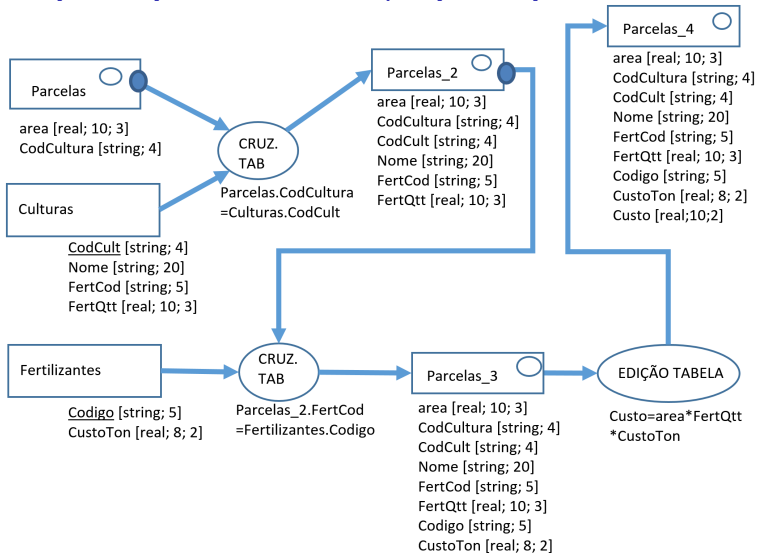 Parcelas
area [real; 10; 3]
CodCultura [string; 4]
Culturas
CodCult [string; 4]
Nome [string; 20]
FertCod [string; 5]
FertQtt [real; 10; 3]
CRUZ.
TAB
Parcelas.CodCultura
=Culturas.CodCult
Parcelas_2
area [real; 10; 3]
CodCultura [string; 4]
CodCult [string; 4]
Nome [string; 20]
FertCod [string; 5]
FertQtt [real; 10; 3]
Fertilizantes
Codigo [string; 5]
CustoTon [real; 8; 2]
CRUZ.
TAB
Parcelas_2.FertCod
=Fertilizantes.Codigo
Parcelas_3
area [real; 10; 3]
CodCultura [string; 4]
CodCult [string; 4]
Nome [string; 20]
FertCod [string; 5]
FertQtt [real; 10; 3]
Codigo [string; 5]
CustoTon [real; 8; 2]
EDIÇÃO TABELA
Custo=area*FertQtt
*CustoTon
Parcelas_4
area [real; 10; 3]
CodCultura [string; 4]
CodCult [string; 4]
Nome [string; 20]
FertCod [string; 5]
FertQtt [real; 10; 3]
Codigo [string; 5]
CustoTon [real; 8; 2]
Custo [real;10;2]